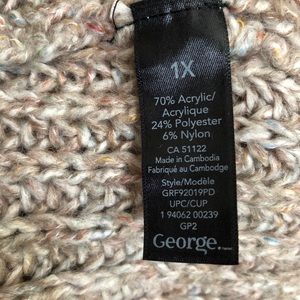 1X
70% Acrylic/
Acrylique
24% Polyester
6% Nylon
CA 51122
Made in Cambodia
Fabriqué au Cambodge
Style/Modèle
GRF92019PD
UPC/CUP
1 94062 00239
GP2
George.